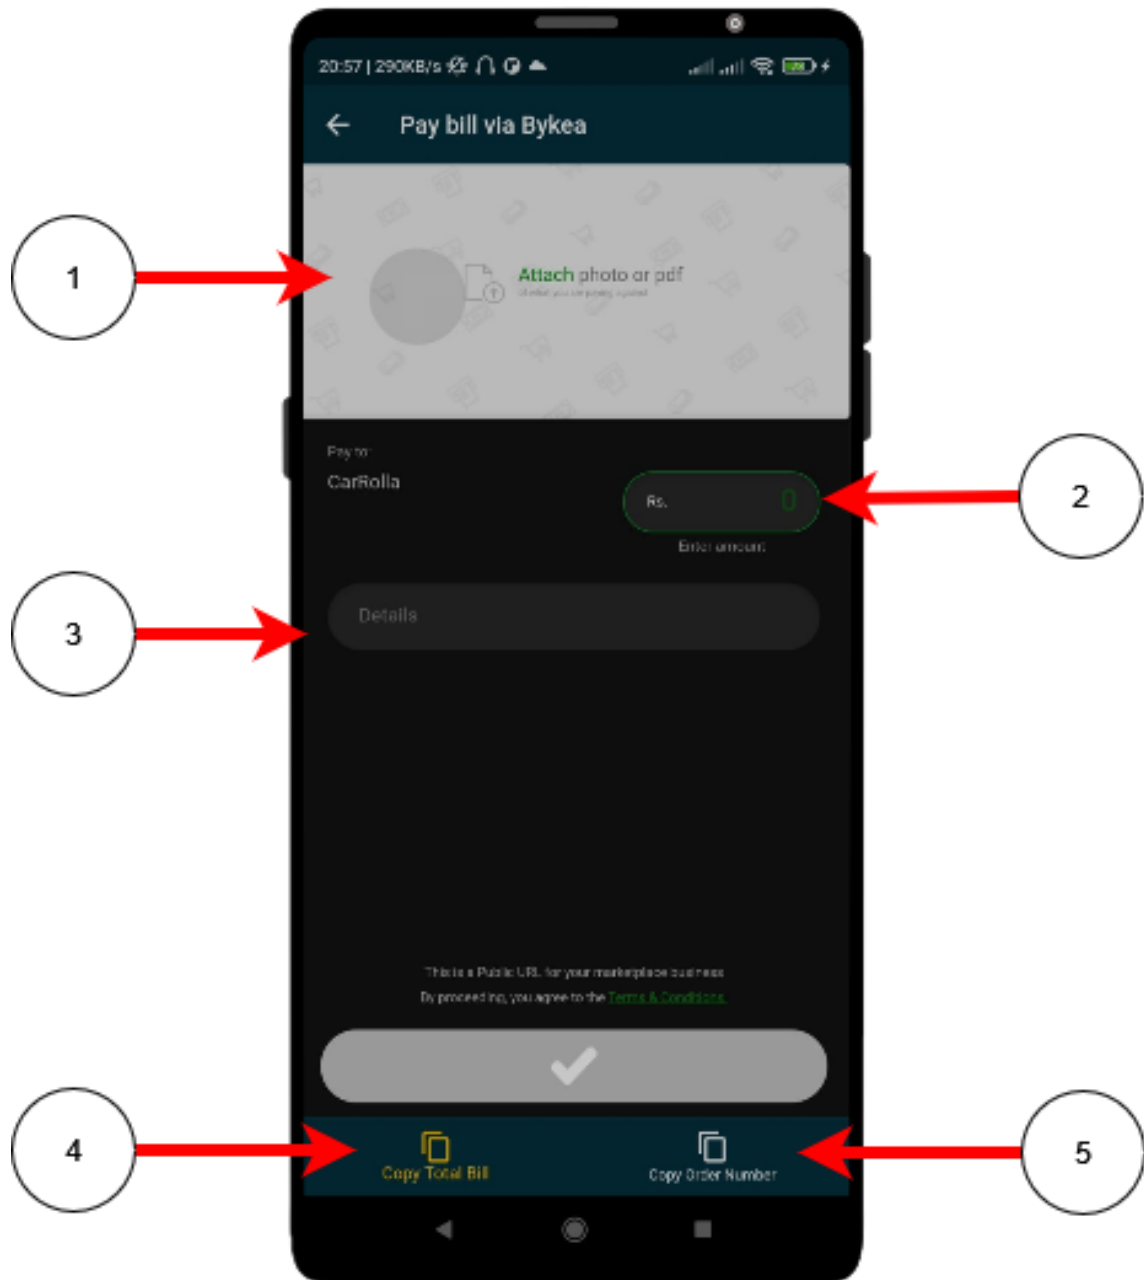 20:57 | 290KB/s
Pay bill via Bykea
1
Attach photo or pdf
Pay to:
CarRolla
2
Rs. 0
Enter amount
3
Details
This is a Public URL for your marketplace business
By proceeding, you agree to the Terms & Conditions.
4
Copy Total Bill
Copy Order Number
5